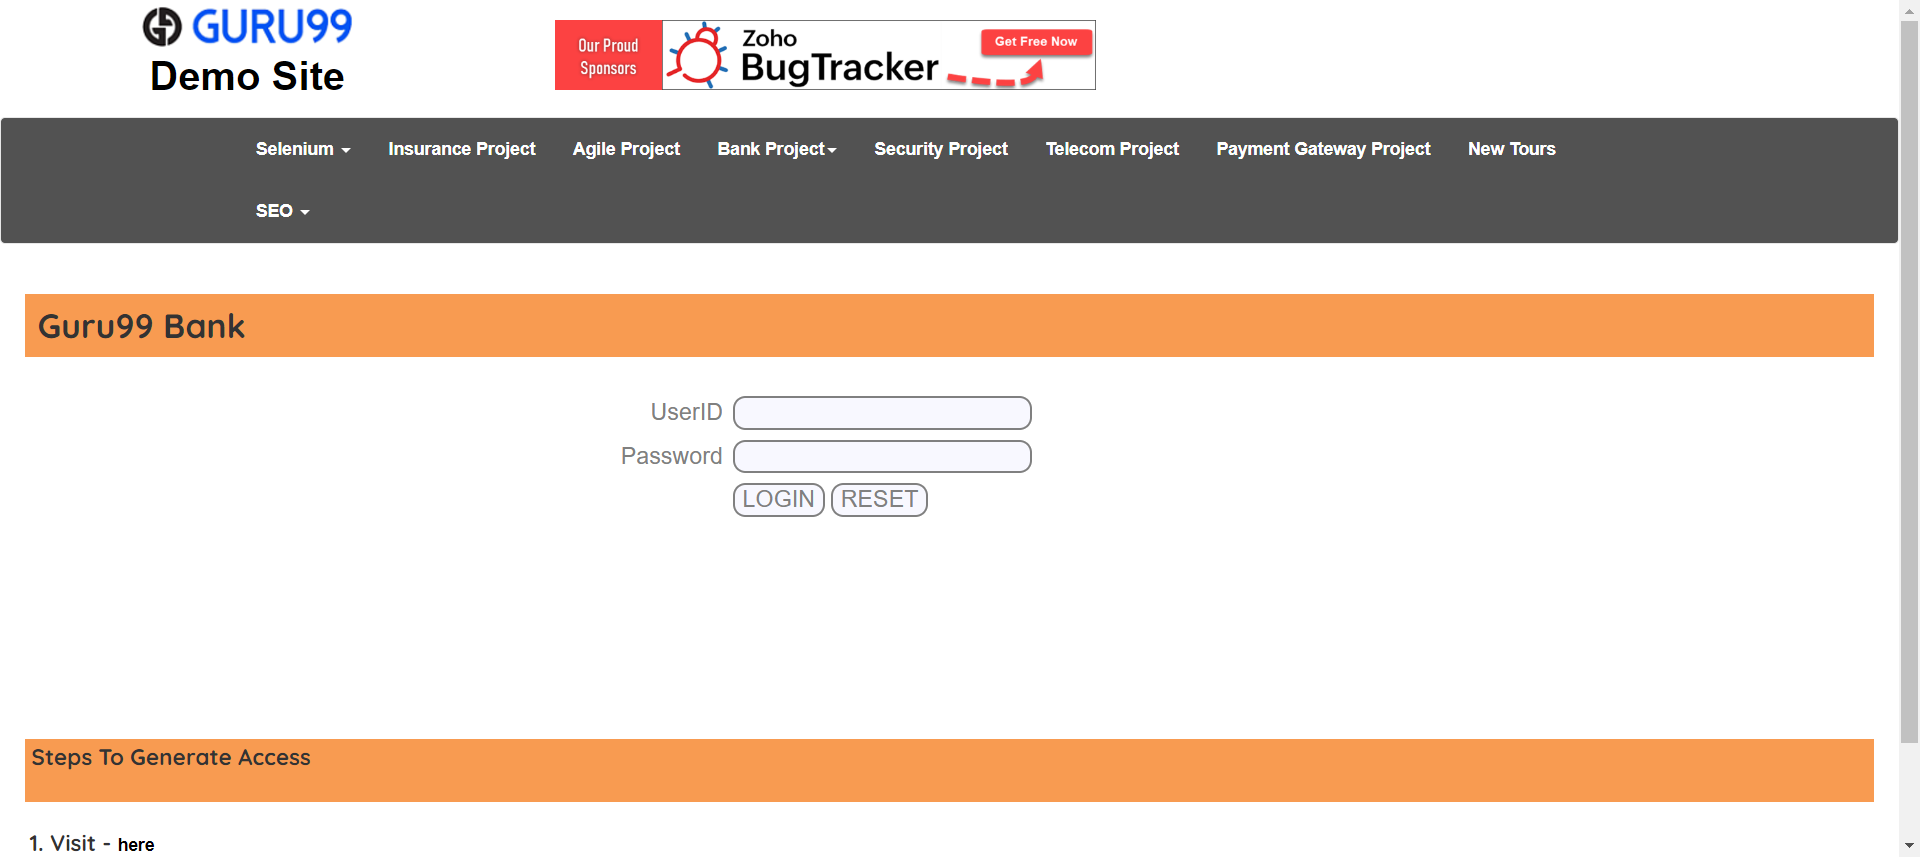 GURU99
Demo Site
Our Proud
Sponsors
Zoho
BugTracker
Get Free Now
Selenium Insurance Project Agile Project Bank Project Security Project Telecom Project Payment Gateway Project New Tours
SEO
Guru99 Bank
UserID
Password
LOGIN RESET
Steps To Generate Access
1. Visit - here